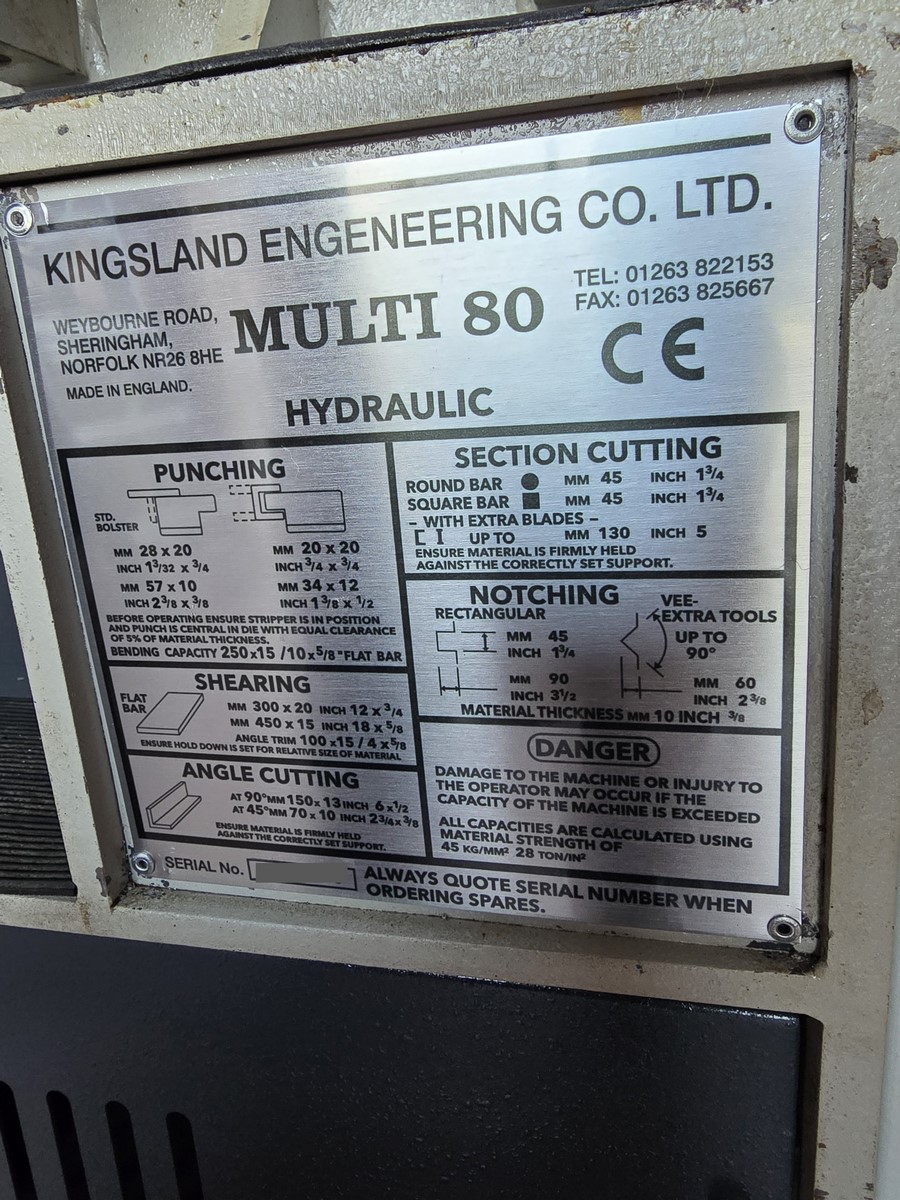 KINGSLAND ENGENEERING CO. LTD.
WEYBOURNE ROAD,
SHERINGHAM,
NORFOLK NR26 8HE
MADE IN ENGLAND.
MULTI 80
TEL: 01263 822153
FAX: 01263 825667
CE
HYDRAULIC
PUNCHING
STD.
BOLSTER
MM 28 x 20
INCH 1 3/32 x 3/4
MM 57 x 10
INCH 2 3/8 x 3/8
MM 20 x 20
INCH 3/4 x 3/4
MM 34 x 12
INCH 1 3/8 x 1/2
BEFORE OPERATING ENSURE STRIPPER IS IN POSITION
AND PUNCH IS CENTRAL IN DIE WITH EQUAL CLEARANCE
OF 5% OF MATERIAL THICKNESS.
BENDING CAPACITY 250x15 /10x5/8"FLAT BAR
SHEARING
FLAT
BAR
MM 300 x 20 INCH 12 x 3/4
MM 450 x 15 INCH 18 x 5/8
ANGLE TRIM 100 x15 / 4 x5/8
ENSURE HOLD DOWN IS SET FOR RELATIVE SIZE OF MATERIAL
ANGLE CUTTING
AT 90° MM 150x 13 INCH 6 x1/2
AT 45° MM 70 x 10 INCH 2 3/4x 3/8
ENSURE MATERIAL IS FIRMLY HELD
AGAINST THE CORRECTLY SET SUPPORT.
SECTION CUTTING
ROUND BAR MM 45 INCH 1 3/4
SQUARE BAR MM 45 INCH 1 3/4
– WITH EXTRA BLADES –
UP TO MM 130 INCH 5
ENSURE MATERIAL IS FIRMLY HELD
AGAINST THE CORRECTLY SET SUPPORT.
NOTCHING
RECTANGULAR
MM 45
INCH 1 3/4
MM 90
INCH 3 1/2
VEE-
EXTRA TOOLS
UP TO
90°
MM 60
INCH 2 3/8
MATERIAL THICKNESS MM 10 INCH 3/8
DANGER
DAMAGE TO THE MACHINE OR INJURY TO
THE OPERATOR MAY OCCUR IF THE
CAPACITY OF THE MACHINE IS EXCEEDED
ALL CAPACITIES ARE CALCULATED USING
MATERIAL STRENGTH OF
45 KG/MM² 28 TON/IN²
SERIAL No.
ALWAYS QUOTE SERIAL NUMBER WHEN
ORDERING SPARES.